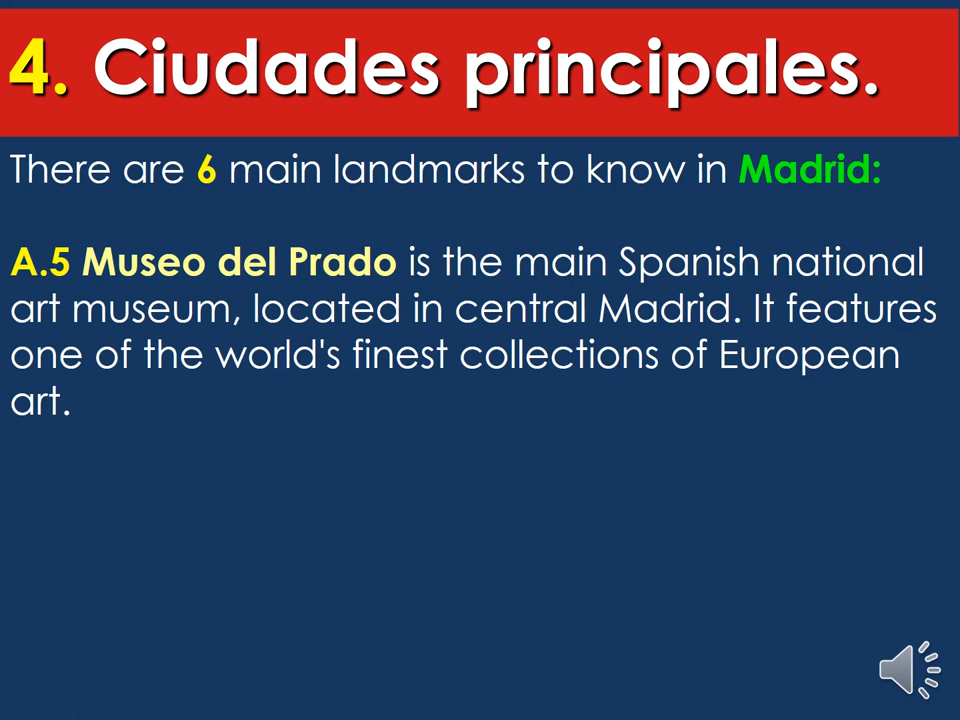 4. Ciudades principales.
There are 6 main landmarks to know in Madrid:
A.5 Museo del Prado is the main Spanish national
art museum, located in central Madrid. It features
one of the world's finest collections of European
art.